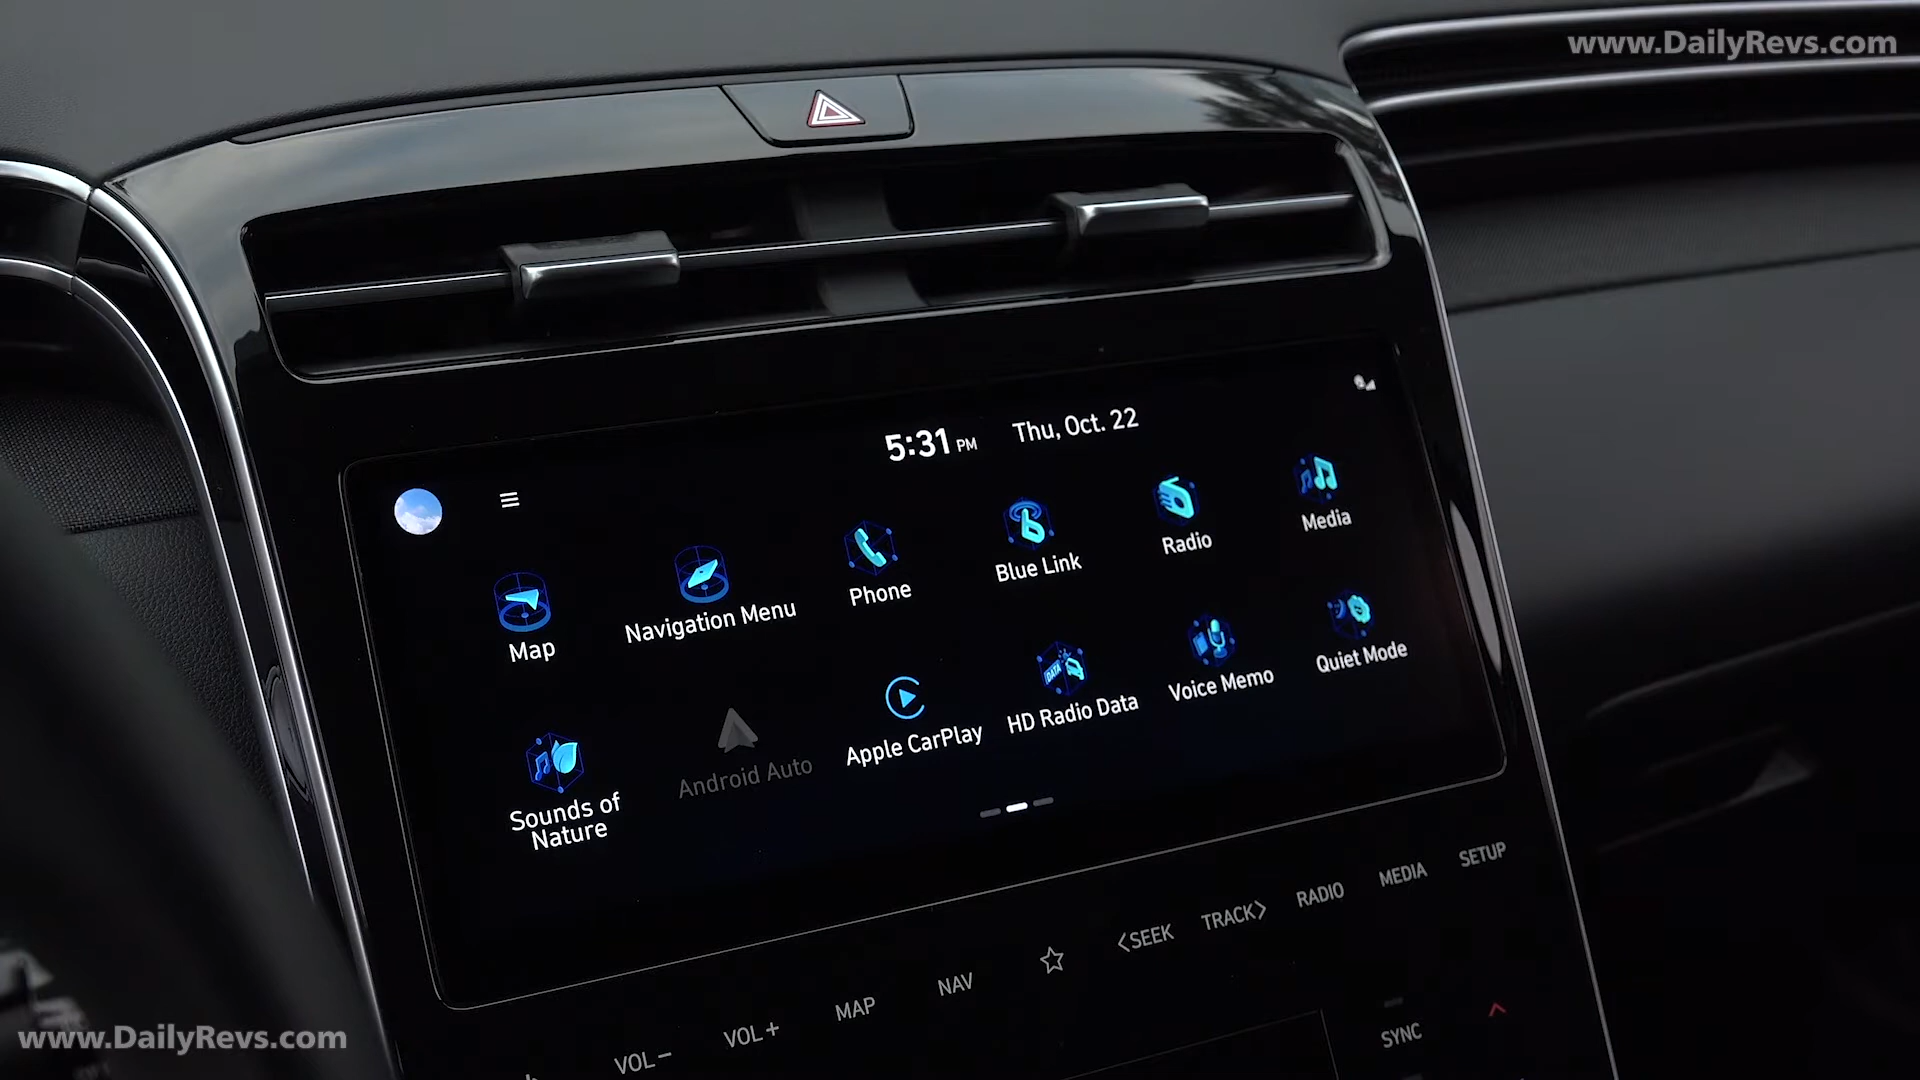 www.DailyRevs.com
5:31 PM Thu, Oct. 22
Map
Navigation Menu
Phone
Blue Link
Radio
Media
Sounds of
Nature
Android Auto
Apple CarPlay
DATA
HD Radio Data
Voice Memo
Quiet Mode
VOL-
VOL+
MAP
NAV
<SEEK
TRACK>
RADIO
MEDIA
SETUP
SYNC
www.DailyRevs.com